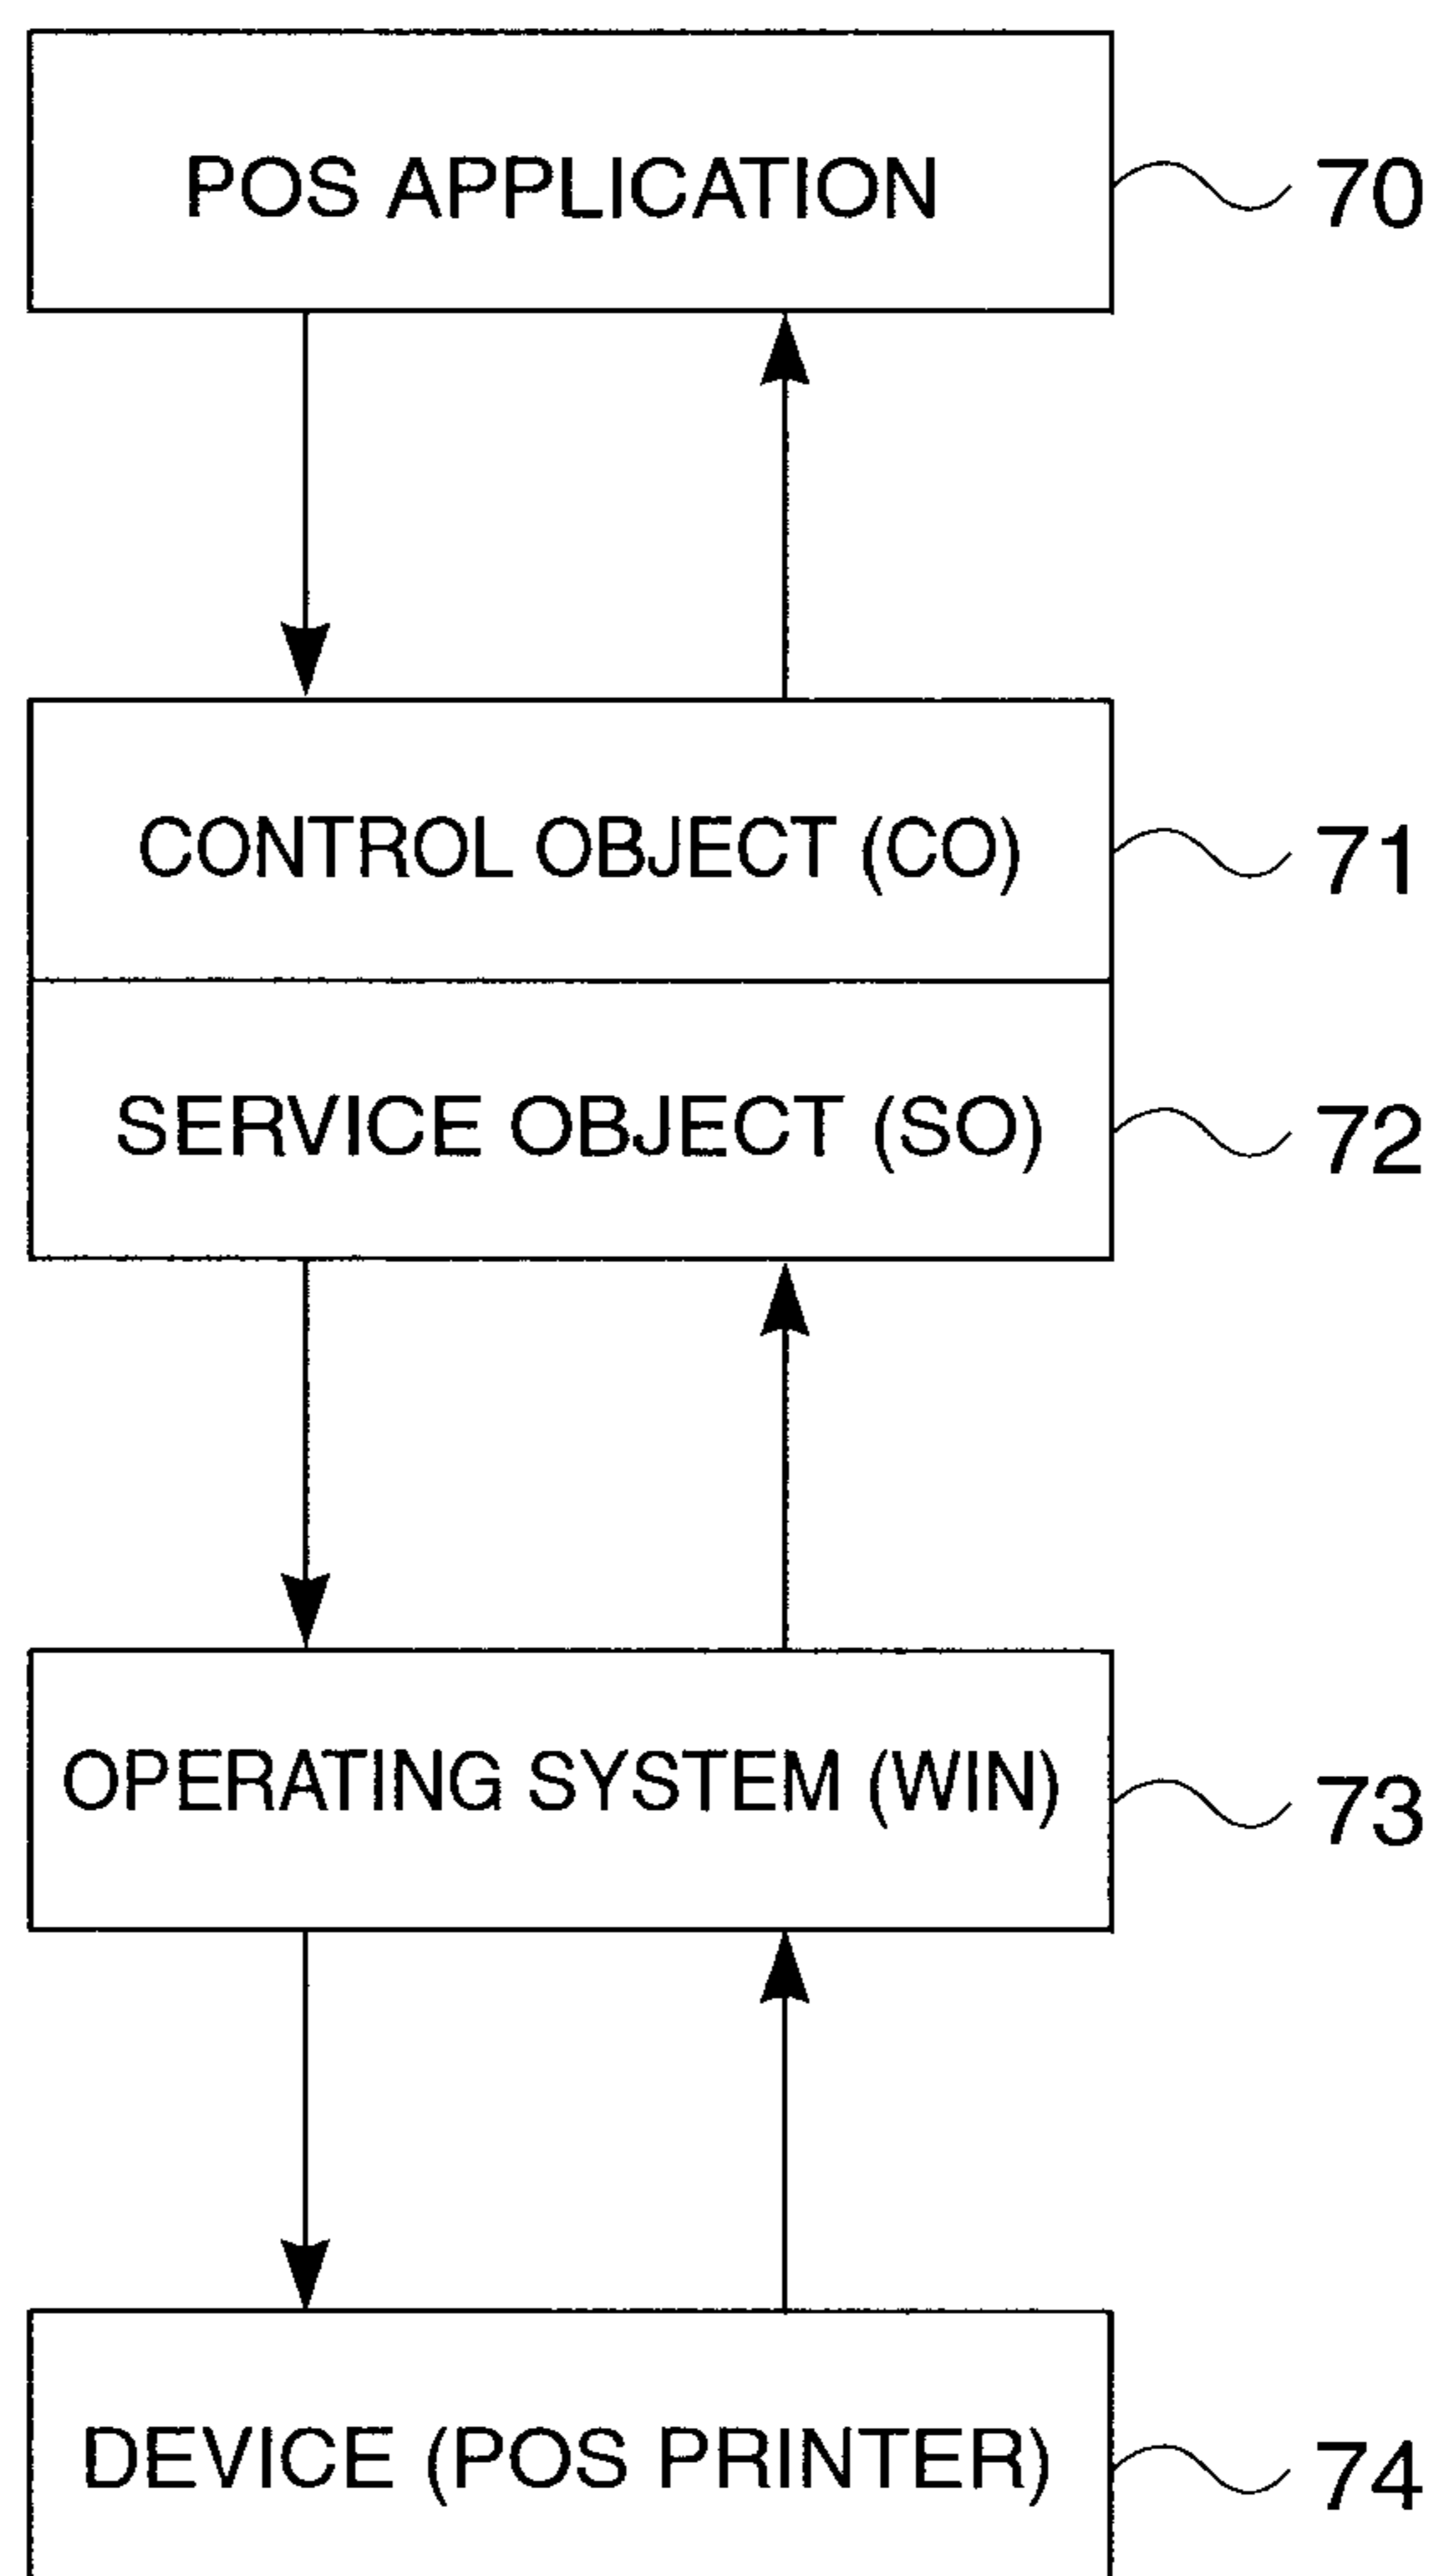 POS APPLICATION
70
CONTROL OBJECT (CO)
71
SERVICE OBJECT (SO)
72
OPERATING SYSTEM (WIN)
73
DEVICE (POS PRINTER)
74